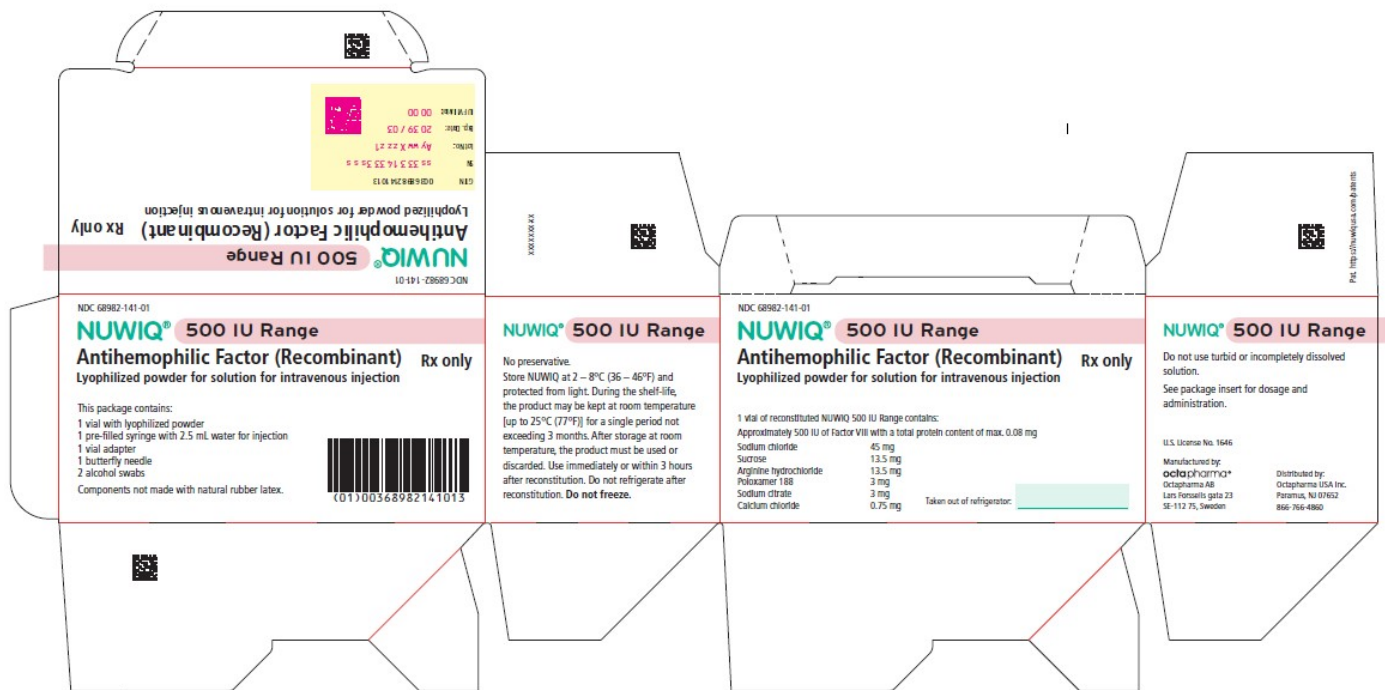 NDC 68982-141-01
NUWIQ® 500 IU Range
Antihemophilic Factor (Recombinant) Rx only
Lyophilized powder for solution for intravenous injection
GTIN 00368982141013
SN
Lot No.: Ay ww X zz z1
Exp. Date: 20 39 / 03
00 00
XXXXXXXXXX
Pat. https://nuwiqusa.com/patents
NDC 68982-141-01
NUWIQ® 500 IU Range
Antihemophilic Factor (Recombinant) Rx only
Lyophilized powder for solution for intravenous injection
This package contains:
1 vial with lyophilized powder
1 pre-filled syringe with 2.5 mL water for injection
1 vial adapter
1 butterfly needle
2 alcohol swabs
Components not made with natural rubber latex.
(01)00368982141013
NUWIQ® 500 IU Range
No preservative.
Store NUWIQ at 2 – 8°C (36 – 46°F) and
protected from light. During the shelf-life,
the product may be kept at room temperature
[up to 25°C (77°F)] for a single period not
exceeding 3 months. After storage at room
temperature, the product must be used or
discarded. Use immediately or within 3 hours
after reconstitution. Do not refrigerate after
reconstitution. Do not freeze.
NDC 68982-141-01
NUWIQ® 500 IU Range
Antihemophilic Factor (Recombinant) Rx only
Lyophilized powder for solution for intravenous injection
1 vial of reconstituted NUWIQ 500 IU Range contains:
Approximately 500 IU of Factor VIII with a total protein content of max. 0.08 mg
Sodium chloride 45 mg
Sucrose 13.5 mg
Arginine hydrochloride 13.5 mg
Poloxamer 188 3 mg
Sodium citrate 3 mg
Calcium chloride 0.75 mg
Taken out of refrigerator:
NUWIQ® 500 IU Range
Do not use turbid or incompletely dissolved
solution.
See package insert for dosage and
administration.
U.S. License No. 1646
Manufactured by:
octapharma®
Octapharma AB
Lars Forssells gata 23
SE-112 75, Sweden
Distributed by:
Octapharma USA Inc.
Paramus, NJ 07652
866-766-4860